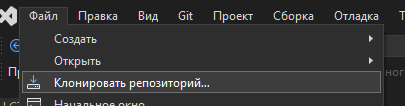 Файл Правка Вид Git Проект Сборка Отладка
Создать
Открыть
Клонировать репозиторий...
Начальное окно